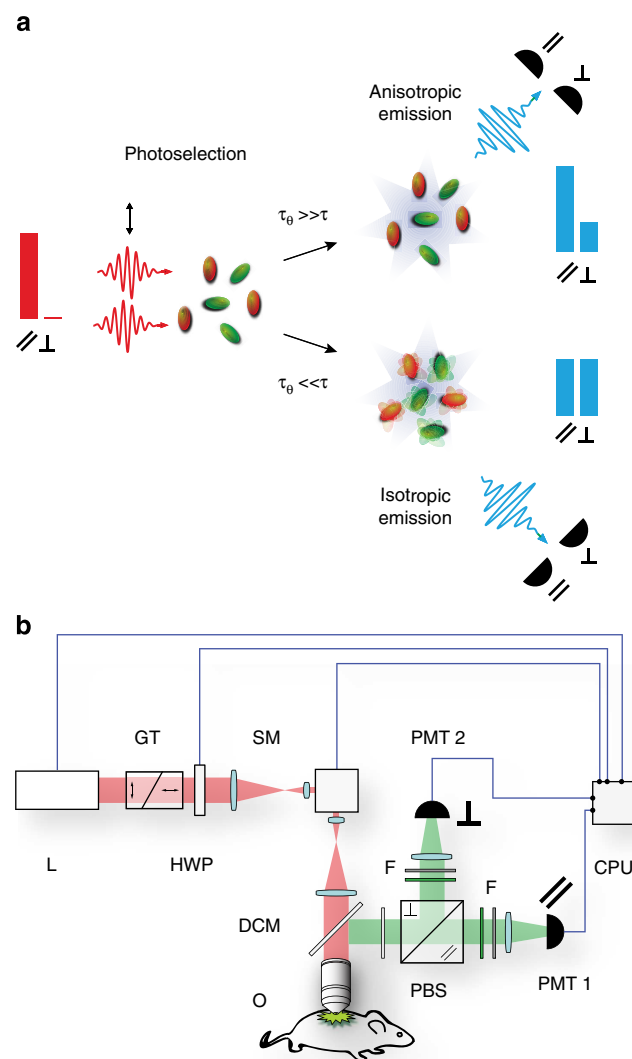 a
Anisotropic
emission
// ⊥
Photoselection
τθ >>τ
// ⊥
// ⊥
τθ <<τ
// ⊥
Isotropic
emission
⊥
//
b
GT
SM
PMT 2
L
HWP
F
⊥
F
//
CPU
DCM
⊥
//
PBS
PMT 1
O